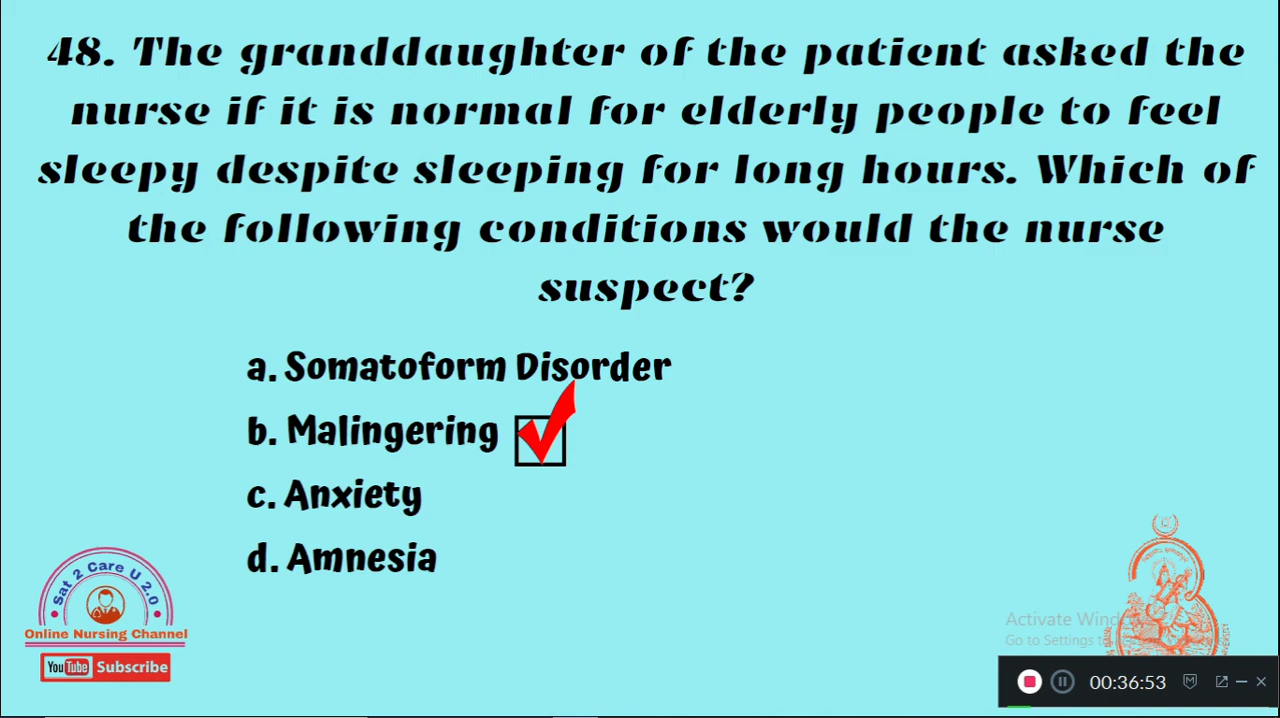 48. The granddaughter of the patient asked the
nurse if it is normal for elderly people to feel
sleepy despite sleeping for long hours. Which of
the following conditions would the nurse
suspect?
a. Somatoform Disorder
b. Malingering
c. Anxiety
d. Amnesia
Sat 2 Care U 2.0
Online Nursing Channel
YouTube Subscribe
Activate Wind
Go to Settings to
00:36:53